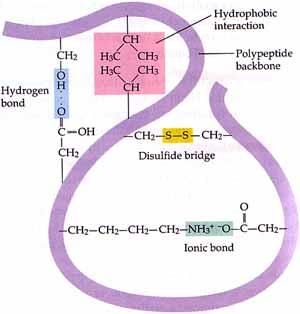 Hydrophobic
interaction
Polypeptide
backbone
Hydrogen
bond
CH₂
OH
O
C—OH
CH₂
CH
H₃C CH₃
H₃C CH₃
CH
—CH₂—S—S—CH₂—
Disulfide bridge
O
—CH₂—CH₂—CH₂—CH₂—NH₃⁺ ⁻O—C—CH₂—
Ionic bond